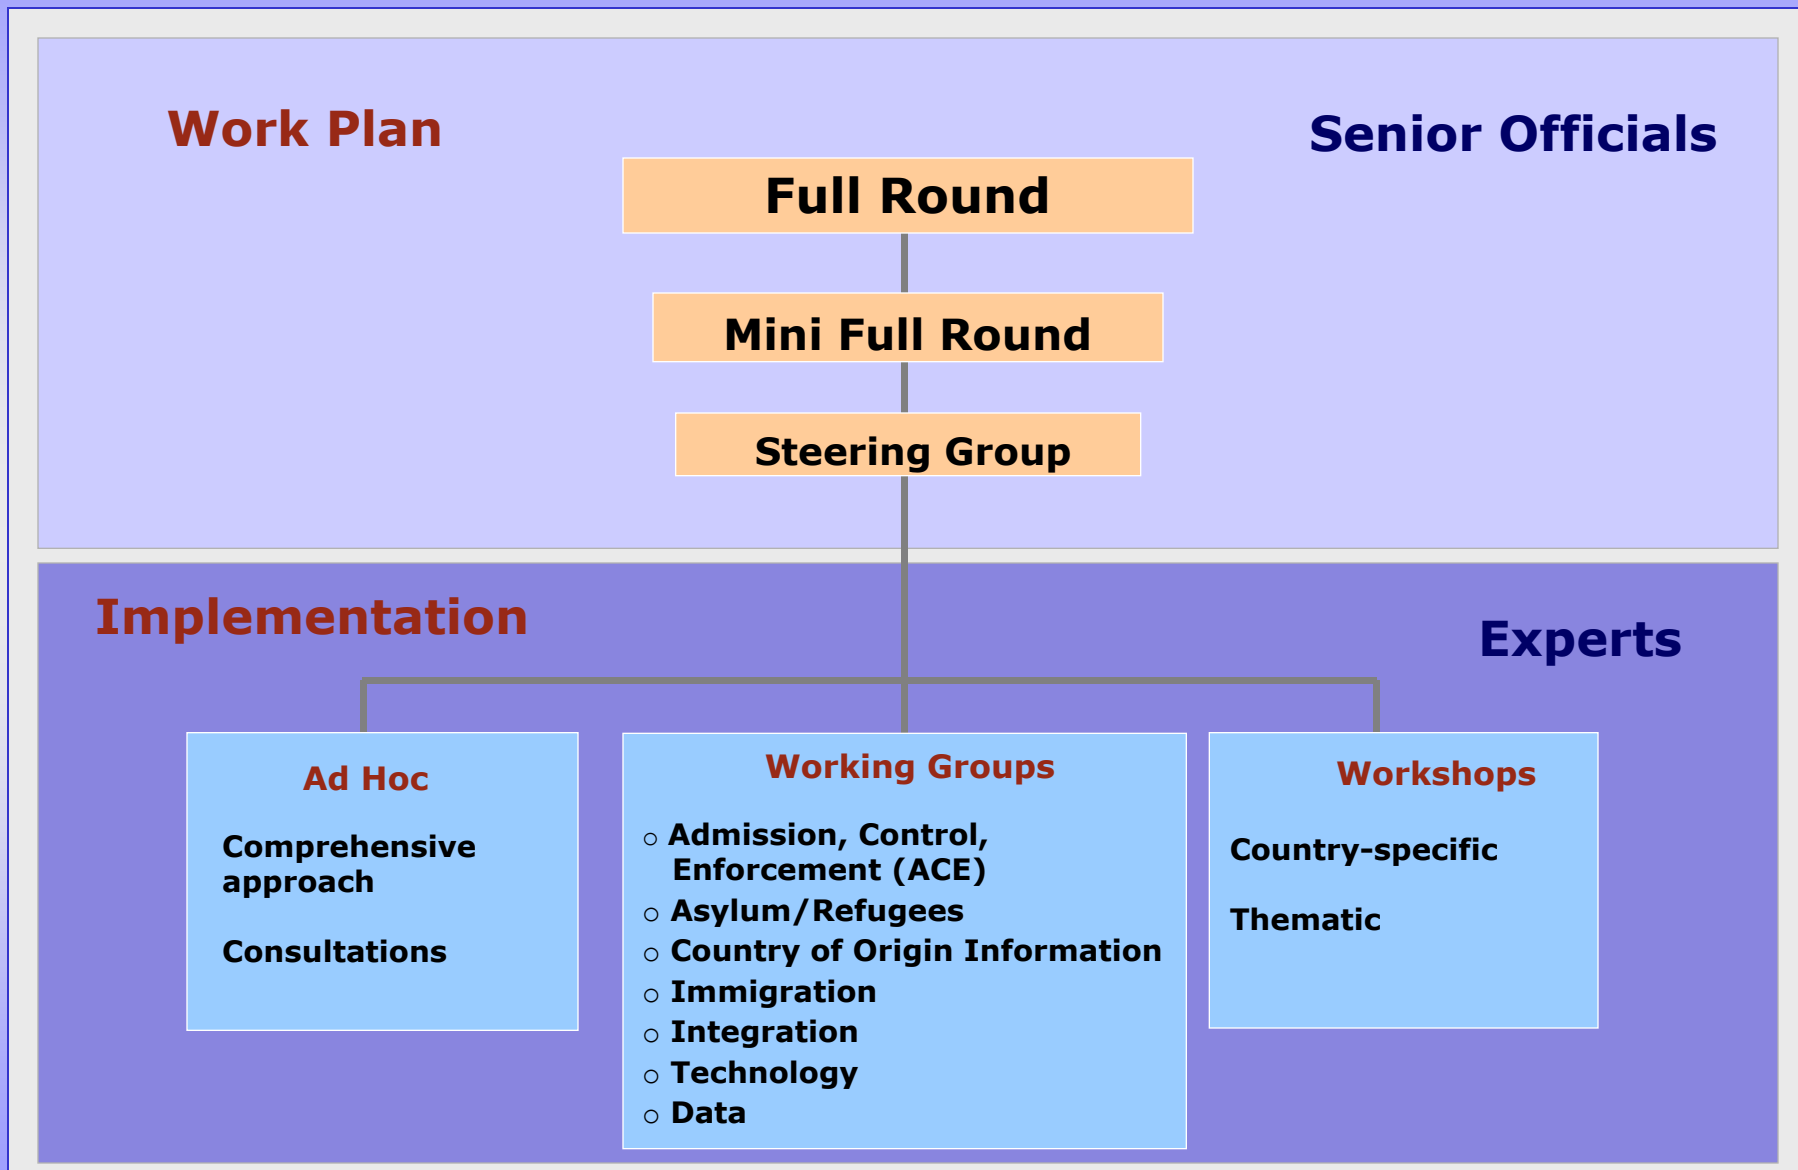 Work Plan
Senior Officials
Full Round
Mini Full Round
Steering Group
Implementation
Experts
Ad Hoc
Comprehensive
approach
Consultations
Working Groups
○ Admission, Control,
Enforcement (ACE)
○ Asylum/Refugees
○ Country of Origin Information
○ Immigration
○ Integration
○ Technology
○ Data
Workshops
Country-specific
Thematic